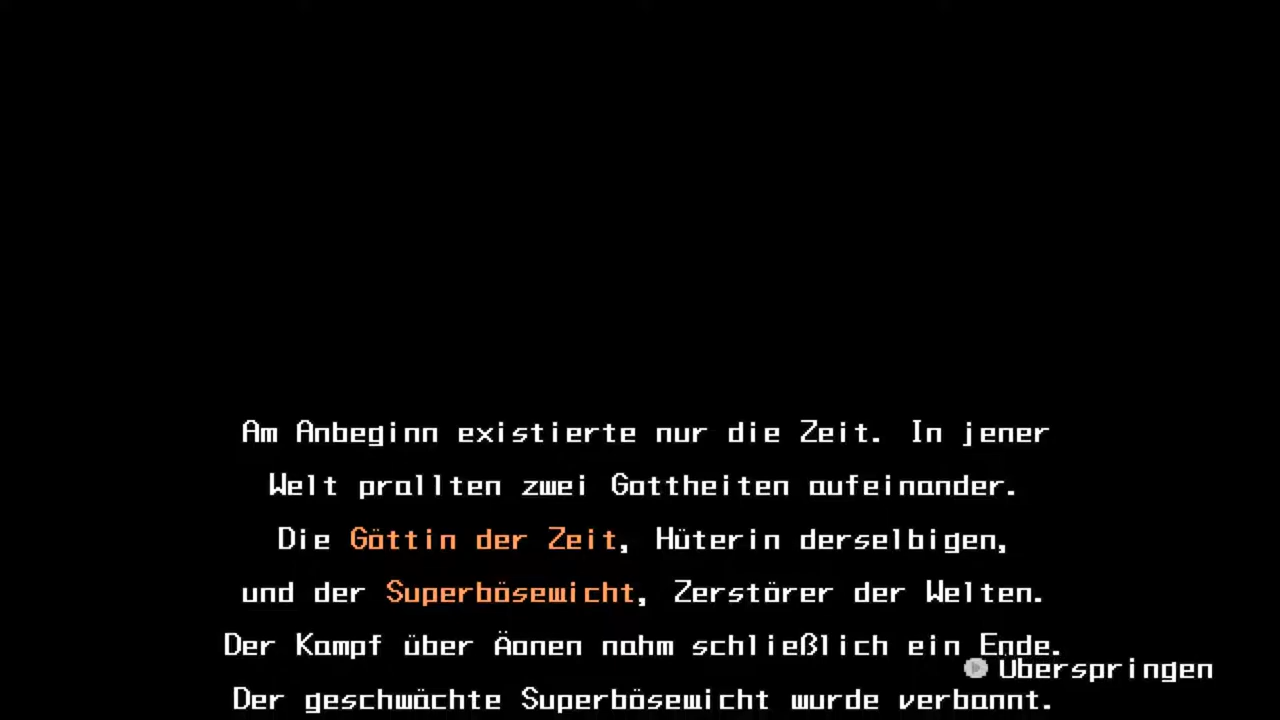 Am Anbeginn existierte nur die Zeit. In jener
Welt prallten zwei Gottheiten aufeinander.
Die Göttin der Zeit, Hüterin derselbigen,
und der Superbösewicht, Zerstörer der Welten.
Der Kampf über Äonen nahm schließlich ein Ende.
Überspringen
Der geschwächte Superbösewicht wurde verbannt.